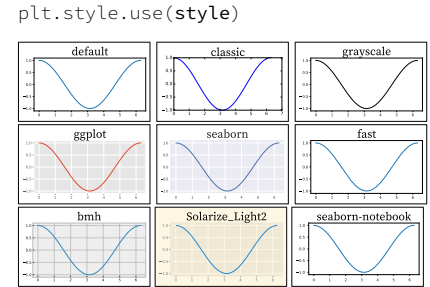 plt.style.use(style)
default classic grayscale
ggplot seaborn fast
bmh Solarize_Light2 seaborn-notebook